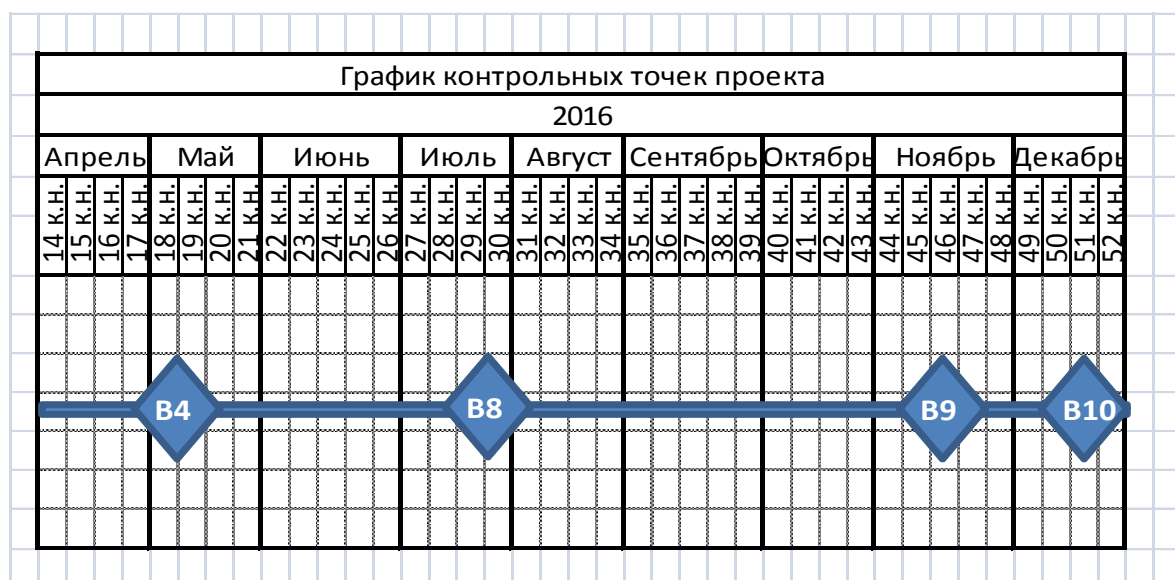 График контрольных точек проекта
2016
Апрель Май Июнь Июль Август Сентябрь Октябрь Ноябрь Декабрь
14 к.н. 15 к.н. 16 к.н. 17 к.н. 18 к.н. 19 к.н. 20 к.н. 21 к.н. 22 к.н. 23 к.н. 24 к.н. 25 к.н. 26 к.н. 27 к.н. 28 к.н. 29 к.н. 30 к.н. 31 к.н. 32 к.н. 33 к.н. 34 к.н. 35 к.н. 36 к.н. 37 к.н. 38 к.н. 39 к.н. 40 к.н. 41 к.н. 42 к.н. 43 к.н. 44 к.н. 45 к.н. 46 к.н. 47 к.н. 48 к.н. 49 к.н. 50 к.н. 51 к.н. 52 к.н.
В4 В8 В9 В10